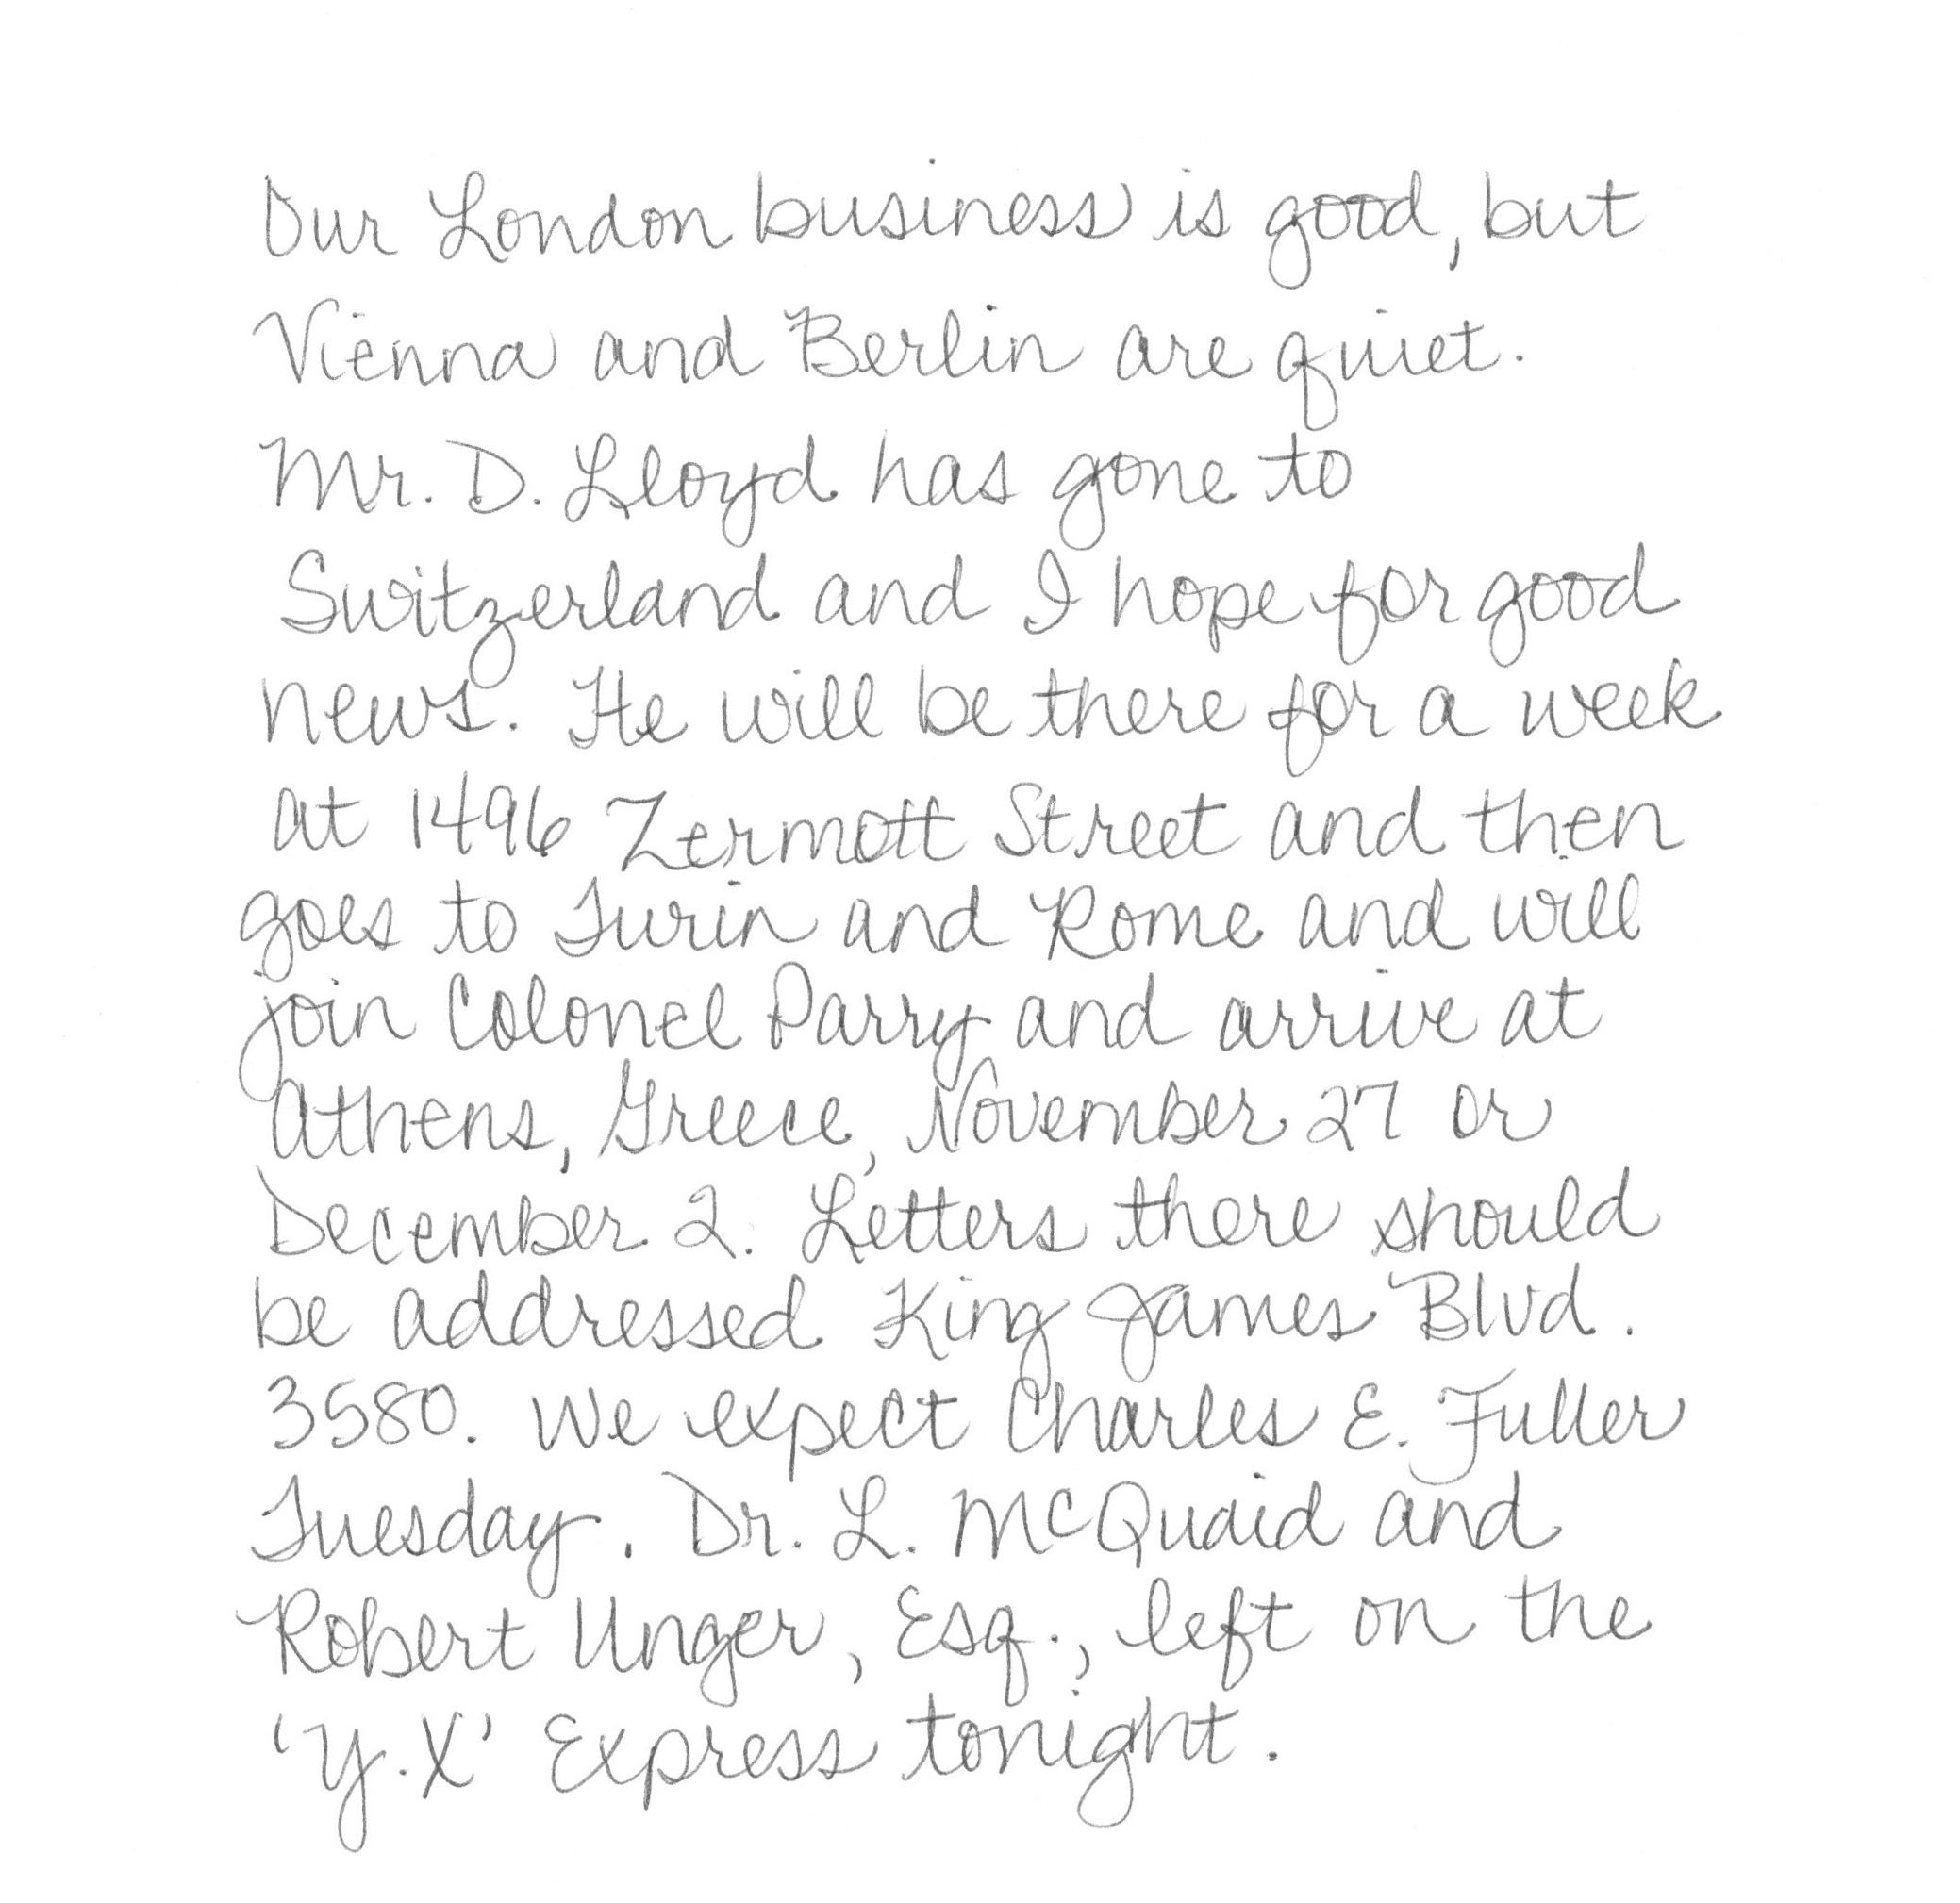 Our London business is good, but
Vienna and Berlin are quiet.
Mr. D. Lloyd has gone to
Switzerland and I hope for good
news. He will be there for a week
at 1496 Zermott Street and then
goes to Turin and Rome and will
join Colonel Parry and arrive at
Athens, Greece, November 27 or
December 2. Letters there should
be addressed King James Blvd.
3580. We expect Charles E. Fuller
Tuesday. Dr. L. McQuaid and
Robert Unger, Esq., left on the
'Y.X' Express tonight.